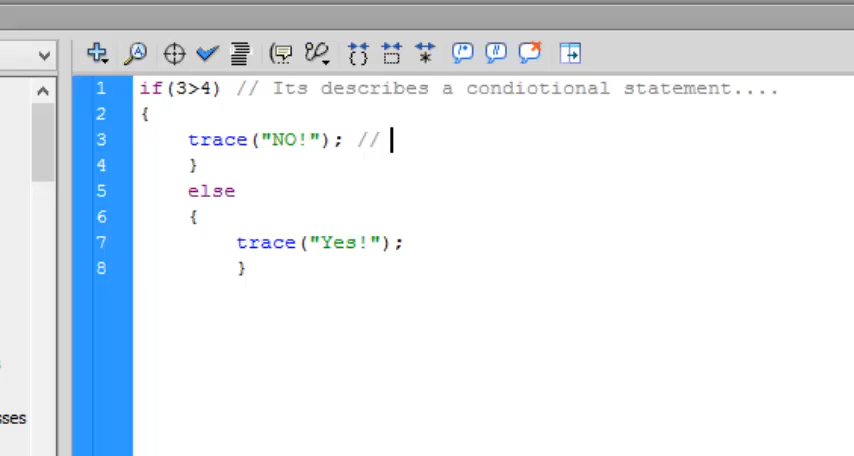 1 if(3>4) // Its describes a condiotional statement....
2 {
3 trace("NO!"); //
4 }
5 else
6 {
7 trace("Yes!");
8 }
sses